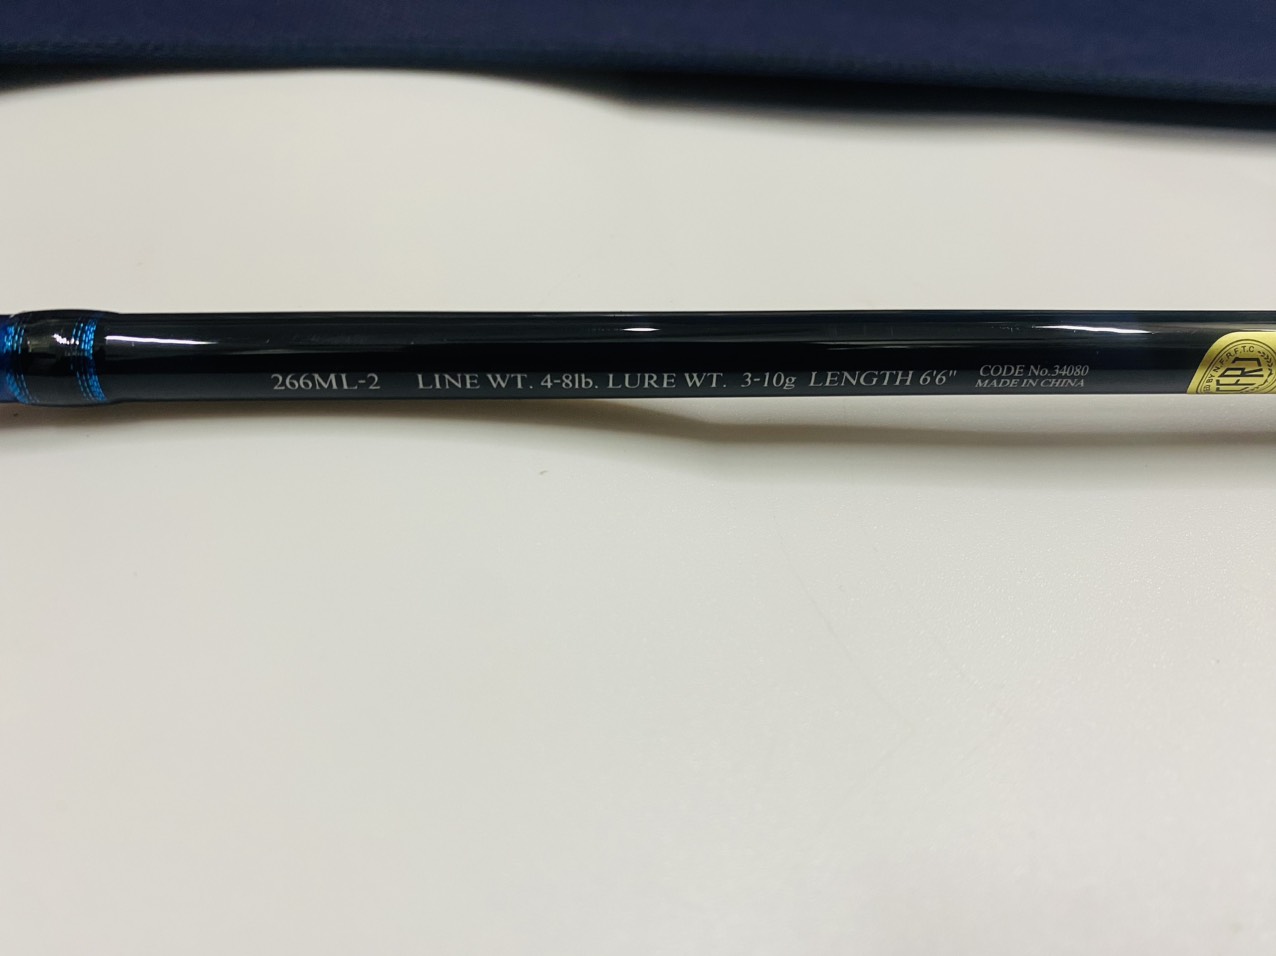 266ML-2 LINE WT. 4-8lb. LURE WT. 3-10g LENGTH 6'6"
CODE No.34080
MADE IN CHINA
N.F.R.F.T.C